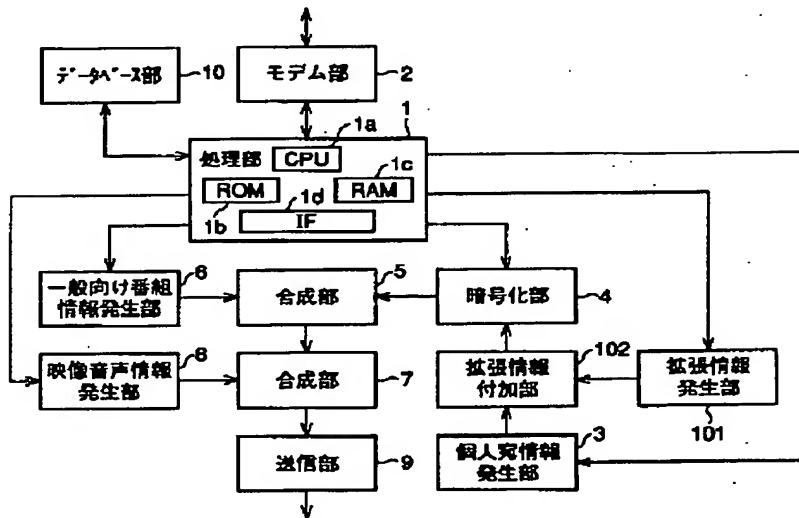 データベース部
10
モデム部
2
1
処理部
1a
CPU
1c
ROM
RAM
1b
1d
IF
一般向け番組
情報発生部
6
合成部
5
暗号化部
4
映像音声情報
発生部
8
合成部
7
拡張情報
付加部
102
拡張情報
発生部
101
送信部
9
個人宛情報
発生部
3